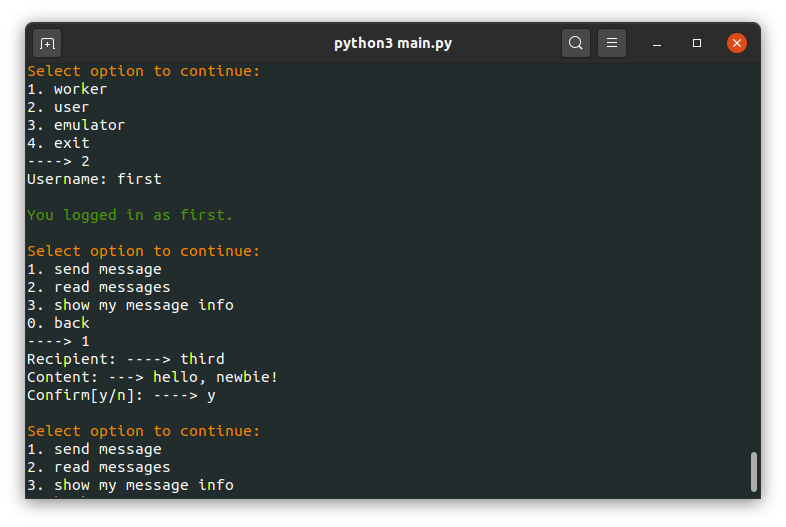 python3 main.py
Select option to continue:
1. worker
2. user
3. emulator
4. exit
----> 2
Username: first
You logged in as first.
Select option to continue:
1. send message
2. read messages
3. show my message info
0. back
----> 1
Recipient: ----> third
Content: ---> hello, newbie!
Confirm[y/n]: ----> y
Select option to continue:
1. send message
2. read messages
3. show my message info